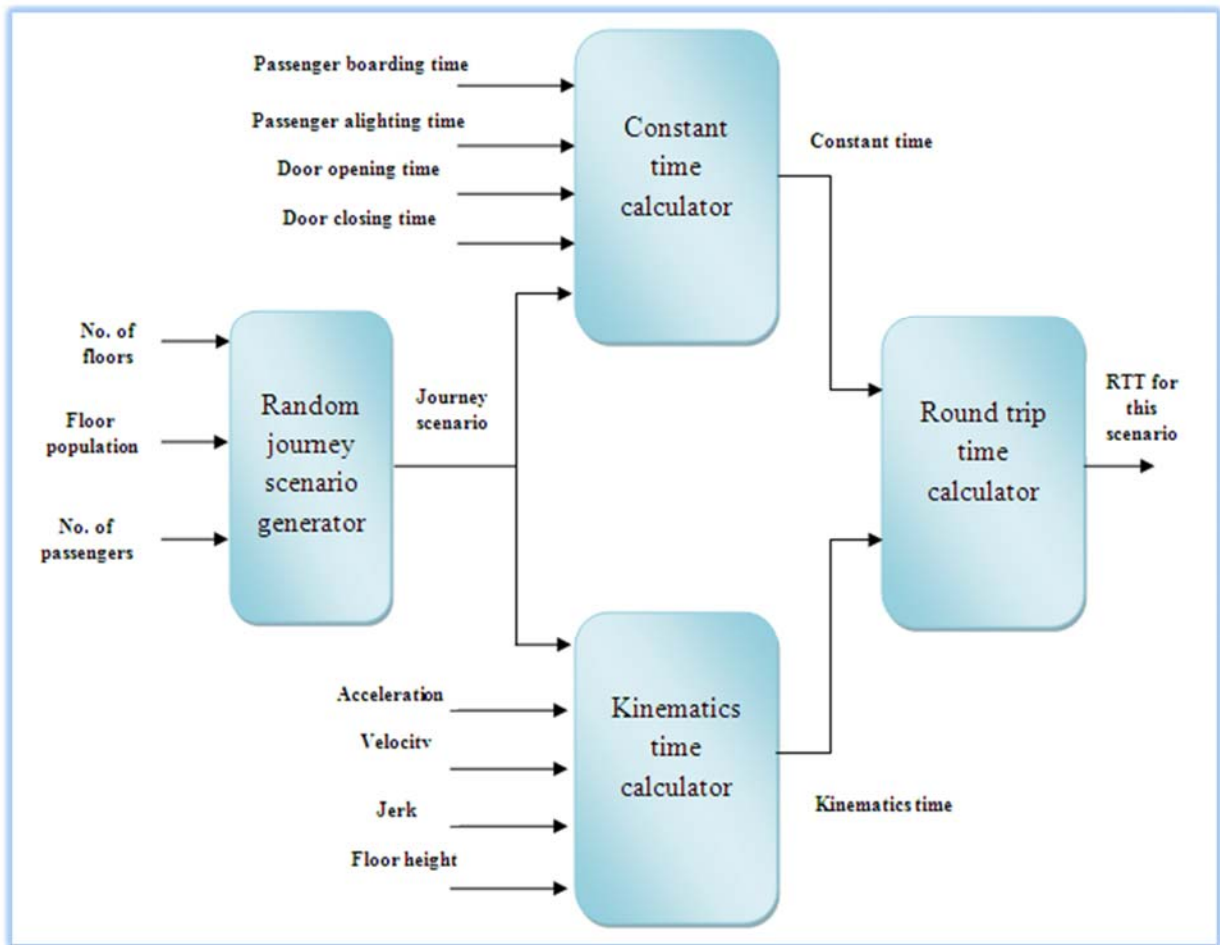 Passenger boarding time
Passenger alighting time
Door opening time
Door closing time
Constant
time
calculator
Constant time
No. of
floors
Floor
population
No. of
passengers
Random
journey
scenario
generator
Journey
scenario
Round trip
time
calculator
RTT for
this
scenario
Acceleration
Velocity
Jerk
Floor height
Kinematics
time
calculator
Kinematics time